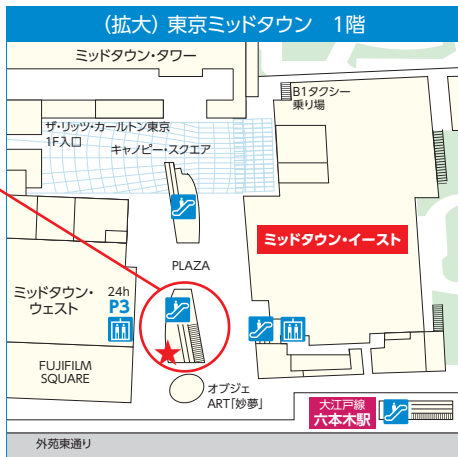 (拡大) 東京ミッドタウン 1階
ミッドタウン・タワー
B1タクシー
乗り場
ザ・リッツ・カールトン東京
1F入口
キャノピー・スクエア
ミッドタウン・イースト
PLAZA
ミッドタウン・
ウェスト
24h
P3
FUJIFILM
SQUARE
オブジェ
ART「妙夢」
大江戸線
六本木駅
外苑東通り